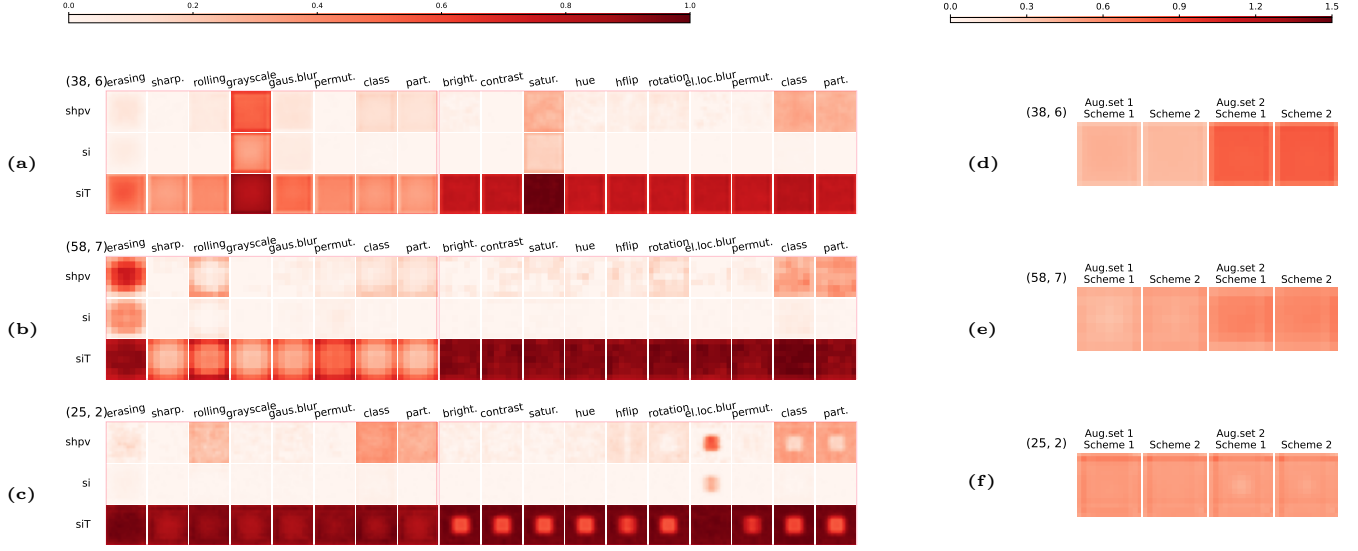 0.0 0.2 0.4 0.6 0.8 1.0
0.0 0.3 0.6 0.9 1.2 1.5
(38, 6) erasing sharp. rolling grayscale gaus.blur permut. class part. bright. contrast satur. hue hflip rotation el.loc.blur permut. class part.
shpv
si
siT
(a)
(58, 7) erasing sharp. rolling grayscale gaus.blur permut. class part. bright. contrast satur. hue hflip rotation el.loc.blur permut. class part.
shpv
si
siT
(b)
(25, 2) erasing sharp. rolling grayscale gaus.blur permut. class part. bright. contrast satur. hue hflip rotation el.loc.blur permut. class part.
shpv
si
siT
(c)
Aug.set 1 Aug.set 2
(38, 6) Scheme 1 Scheme 2 Scheme 1 Scheme 2
(d)
Aug.set 1 Aug.set 2
(58, 7) Scheme 1 Scheme 2 Scheme 1 Scheme 2
(e)
Aug.set 1 Aug.set 2
(25, 2) Scheme 1 Scheme 2 Scheme 1 Scheme 2
(f)